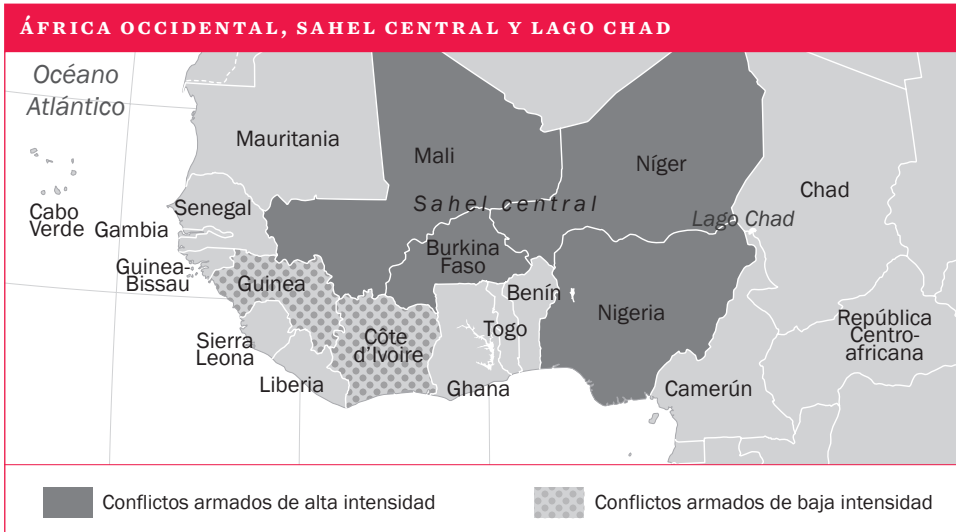 ÁFRICA OCCIDENTAL, SAHEL CENTRAL Y LAGO CHAD
Océano
Atlántico
Mauritania
Mali
Níger
Chad
Cabo
Verde
Senegal
Gambia
Sahel central
Lago Chad
Guinea-
Bissau
Guinea
Burkina
Faso
Benín
Nigeria
Sierra
Leona
Côte
d’Ivoire
Togo
República
Centro-
africana
Liberia
Ghana
Camerún
Conflictos armados de alta intensidad
Conflictos armados de baja intensidad